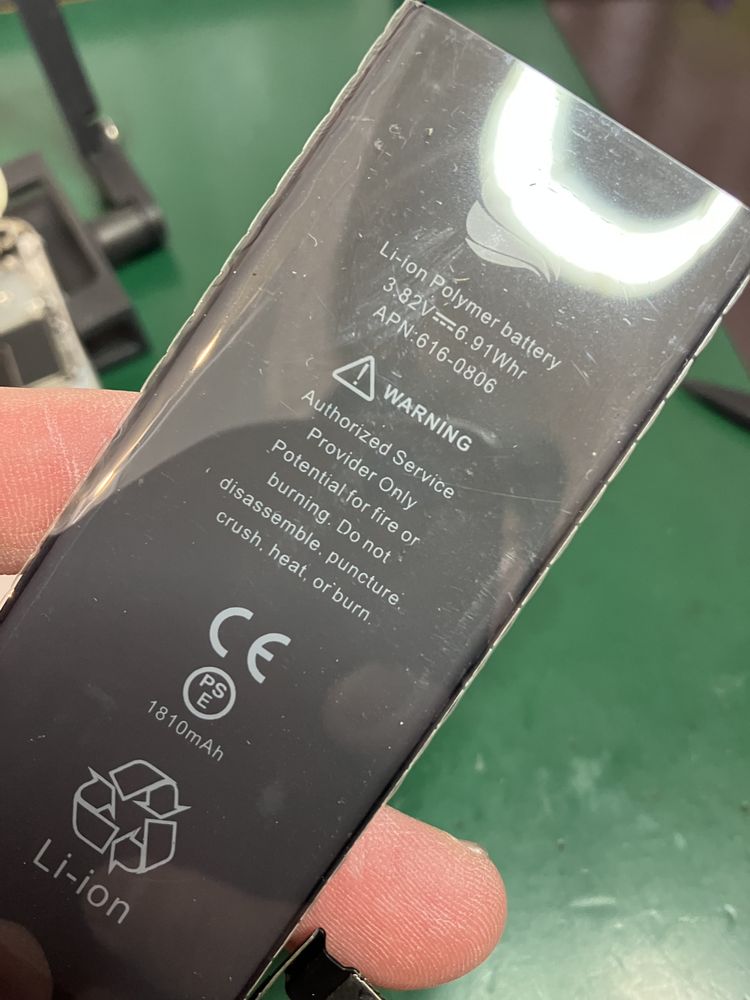 Li-ion Polymer battery
3.82V⎓6.91Whr
APN:616-0806
WARNING
Authorized Service
Provider Only
Potential for fire or
burning. Do not
disassemble, puncture,
crush, heat, or burn.
CE
PS
E
1810mAh
Li-ion